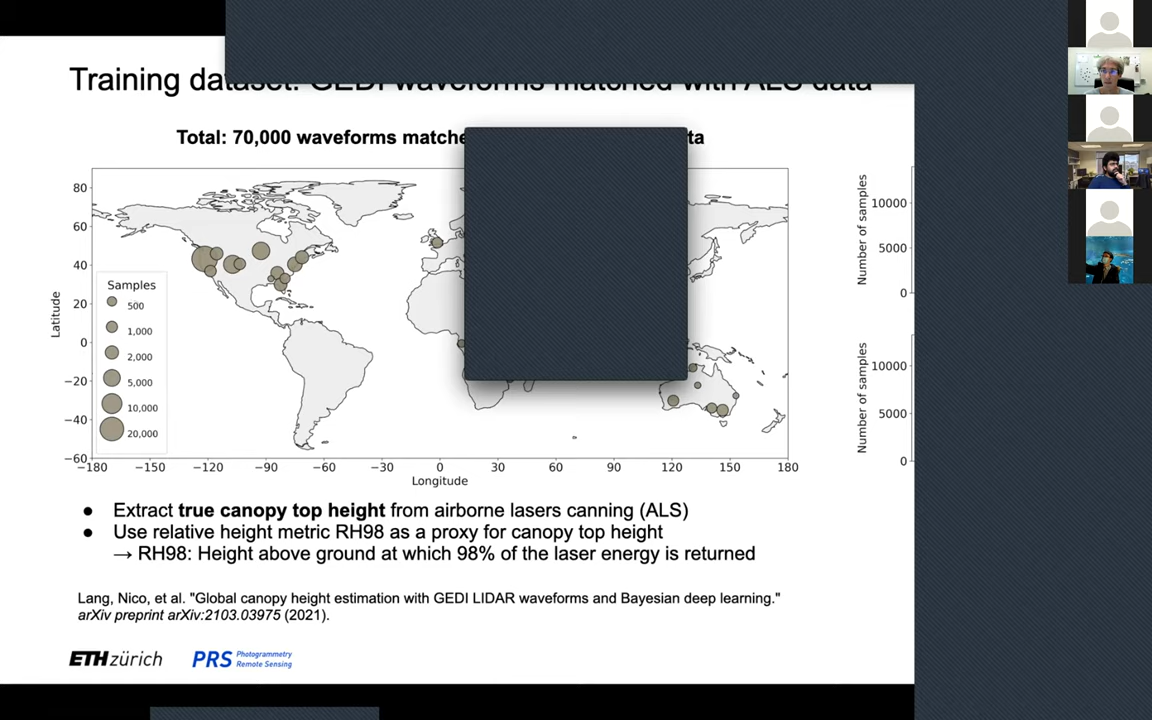 Training dataset: GEDI waveforms matched with ALS data
Total: 70,000 waveforms
80
60
40
20
0
−20
−40
−60
Latitude
Samples
500
1,000
2,000
5,000
10,000
20,000
−180
−150
−120
−90
−60
−30
0
30
60
90
120
150
180
Longitude
Number of samples
10000
5000
0
Number of samples
10000
5000
0
● Extract true canopy top height from airborne lasers canning (ALS)
● Use relative height metric RH98 as a proxy for canopy top height
→ RH98: Height above ground at which 98% of the laser energy is returned
Lang, Nico, et al. "Global canopy height estimation with GEDI LIDAR waveforms and Bayesian deep learning."
arXiv preprint arXiv:2103.03975 (2021).
ETH zürich
PRS Photogrammetry
Remote Sensing